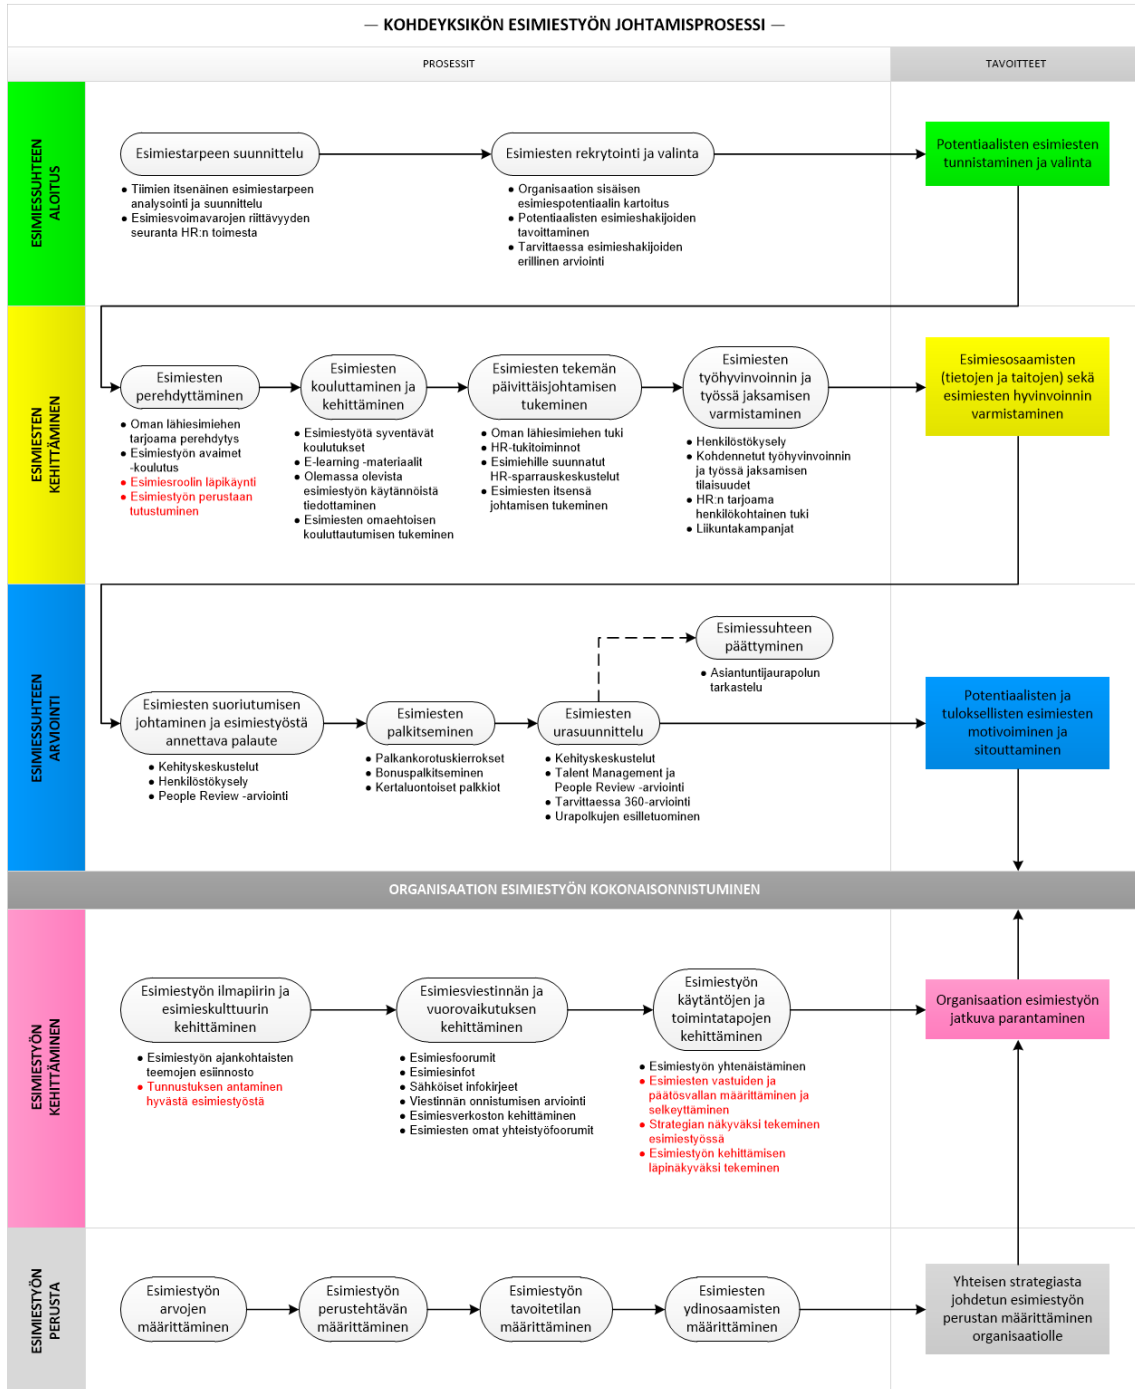 — KOHDEYKSIKÖN ESIMIESTYÖN JOHTAMISPROSESSI —
PROSESSIT
TAVOITTEET
ESIMIESSUHTEEN
ALOITUS
Esimiestarpeen suunnittelu
● Tiimien itsenäinen esimiestarpeen
analysointi ja suunnittelu
● Esimiesvoimavarojen riittävyyden
seuranta HR:n toimesta
Esimiesten rekrytointi ja valinta
● Organisaation sisäisen
esimiespotentiaalin kartoitus
● Potentiaalisten esimieshakijoiden
tavoittaminen
● Tarvittaessa esimieshakijoiden
erillinen arviointi
Potentiaalisten esimiesten
tunnistaminen ja valinta
ESIMIESTEN
KEHITTÄMINEN
Esimiesten
perehdyttäminen
● Oman lähiesimiehen
tarjoama perehdytys
● Esimiestyön avaimet
-koulutus
● Esimiesroolin läpikäynti
● Esimiestyön perustaan
tutustuminen
Esimiesten
kouluttaminen ja
kehittäminen
● Esimiestyötä syventävät
koulutukset
● E-learning -materiaalit
● Olemassa olevista
esimiestyön käytännöistä
tiedottaminen
● Esimiesten omaehtoisen
kouluttautumisen tukeminen
Esimiesten tekemän
päivittäisjohtamisen
tukeminen
● Oman lähiesimiehen tuki
● HR-tukitoiminnot
● Esimiehille suunnatut
HR-sparrauskeskustelut
● Esimiesten itsensä
johtamisen tukeminen
Esimiesten
työhyvinvoinnin ja
työssä jaksamisen
varmistaminen
● Henkilöstökysely
● Kohdennetut työhyvinvoinnin
ja työssä jaksamisen
tilaisuudet
● HR:n tarjoama
henkilökohtainen tuki
● Liikuntakampanjat
Esimiesosaamisten
(tietojen ja taitojen) sekä
esimiesten hyvinvoinnin
varmistaminen
ESIMIESSUHTEEN
ARVIOINTI
Esimiesten suoriutumisen
johtaminen ja esimiestyöstä
annettava palaute
● Kehityskeskustelut
● Henkilöstökysely
● People Review -arviointi
Esimiesten
palkitseminen
● Palkankorotuskierrokset
● Bonuspalkitseminen
● Kertaluontoiset palkkiot
Esimiesten
urasuunnittelu
● Kehityskeskustelut
● Talent Management ja
People Review -arviointi
● Tarvittaessa 360-arviointi
● Urapolkujen esilletuominen
Esimiessuhteen
päättyminen
● Asiantuntijaurapolun
tarkastelu
Potentiaalisten ja
tuloksellisten esimiesten
motivoiminen ja
sitouttaminen
ORGANISAATION ESIMIESTYÖN KOKONAISONNISTUMINEN
ESIMIESTYÖN
KEHITTÄMINEN
Esimiestyön ilmapiirin ja
esimieskulttuurin
kehittäminen
● Esimiestyön ajankohtaisten
teemojen esiinnosto
● Tunnustuksen antaminen
hyvästä esimiestyöstä
Esimiesviestinnän ja
vuorovaikutuksen
kehittäminen
● Esimiesfoorumit
● Esimiesinfot
● Sähköiset infokirjeet
● Viestinnän onnistumisen arviointi
● Esimiesverkoston kehittäminen
● Esimiesten omat yhteistyöfoorumit
Esimiestyön
käytäntöjen ja
toimintatapojen
kehittäminen
● Esimiestyön yhtenäistäminen
● Esimiesten vastuiden ja
päätösvallan määrittäminen ja
selkeyttäminen
● Strategian näkyväksi tekeminen
esimiestyössä
● Esimiestyön kehittämisen
läpinäkyväksi tekeminen
Organisaation esimiestyön
jatkuva parantaminen
ESIMIESTYÖN
PERUSTA
Esimiestyön
arvojen
määrittäminen
Esimiestyön
perustehtävän
määrittäminen
Esimiestyön
tavoitetilan
määrittäminen
Esimiesten
ydinosaamisten
määrittäminen
Yhteisen strategiasta
johdetun esimiestyön
perustan määrittäminen
organisaatiolle